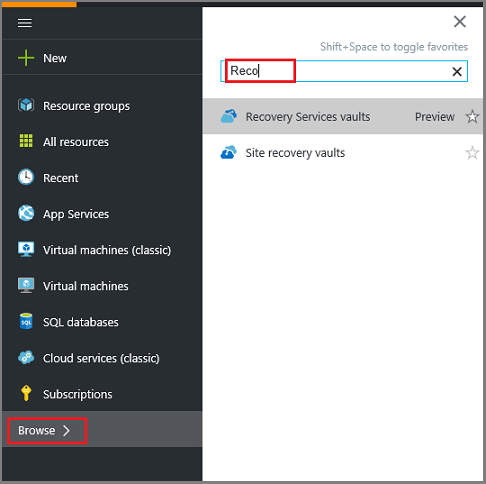 New
Resource groups
All resources
Recent
App Services
Virtual machines (classic)
Virtual machines
SQL
SQL databases
Cloud services (classic)
Subscriptions
Browse
Shift+Space to toggle favorites
Reco
Recovery Services vaults Preview
Site recovery vaults